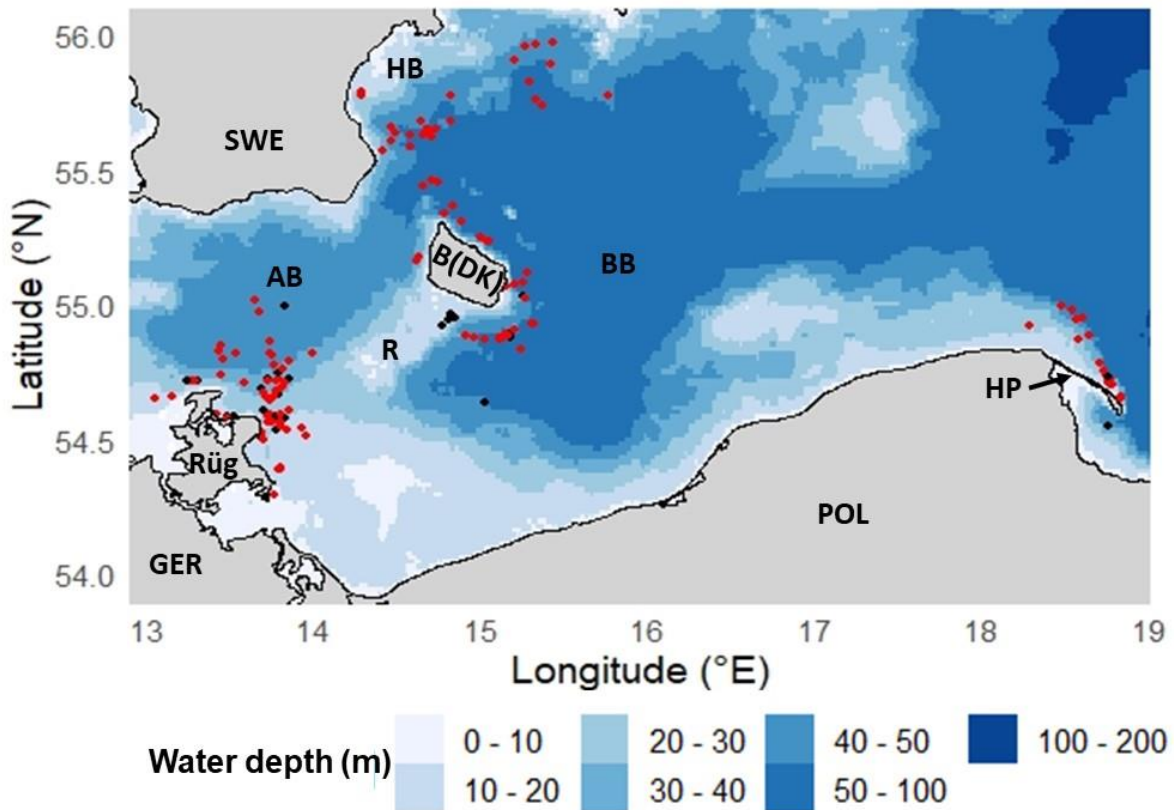 56.0
HB
SWE
55.5
Latitude (°N)
B(DK)
BB
AB
55.0
R
HP
54.5
Rüg
POL
GER
54.0
13 14 15 16 17 18 19
Longitude (°E)
Water depth (m)
0 - 10 20 - 30 40 - 50 100 - 200
10 - 20 30 - 40 50 - 100